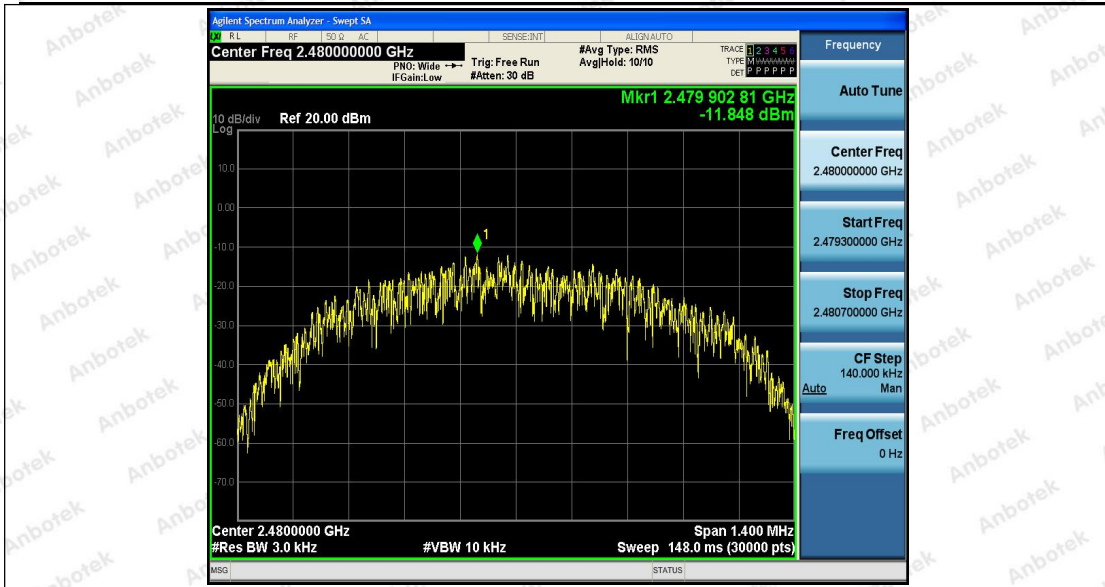 Agilent Spectrum Analyzer - Swept SA
RL RF 50 Ω AC SENSE:INT ALIGN AUTO
Center Freq 2.480000000 GHz
PNO: Wide
IFGain:Low
Trig: Free Run
#Atten: 30 dB
#Avg Type: RMS
Avg|Hold: 10/10
TRACE 1 2 3 4 5 6
TYPE M
DET P P P P P P
Mkr1 2.479 902 81 GHz
-11.848 dBm
10 dB/div Ref 20.00 dBm
Log
10.0
0.00
-10.0
-20.0
-30.0
-40.0
-50.0
-60.0
-70.0
1
Center 2.4800000 GHz
Span 1.400 MHz
#Res BW 3.0 kHz
#VBW 10 kHz
Sweep 148.0 ms (30000 pts)
MSG
STATUS
Frequency
Auto Tune
Center Freq
2.480000000 GHz
Start Freq
2.479300000 GHz
Stop Freq
2.480700000 GHz
CF Step
140.000 kHz
Auto Man
Freq Offset
0 Hz
Anbotek